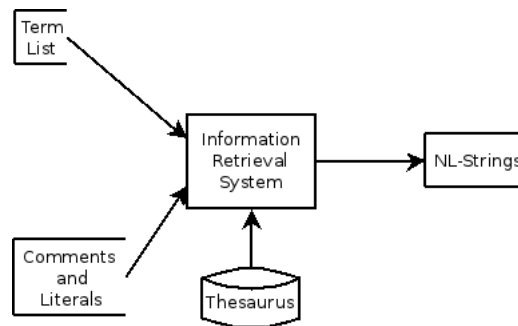 Term
List
Information
Retrieval
System
NL-Strings
Comments
and
Literals
Thesaurus